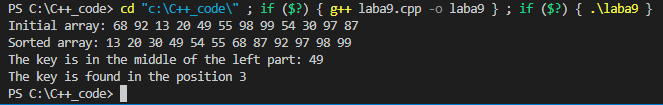 PS C:\C++_code> cd "c:\C++_code\" ; if ($?) { g++ laba9.cpp -o laba9 } ; if ($?) { .\laba9 }
Initial array: 68 92 13 20 49 55 98 99 54 30 97 87
Sorted array: 13 20 30 49 54 55 68 87 92 97 98 99
The key is in the middle of the left part: 49
The key is found in the position 3
PS C:\C++_code>